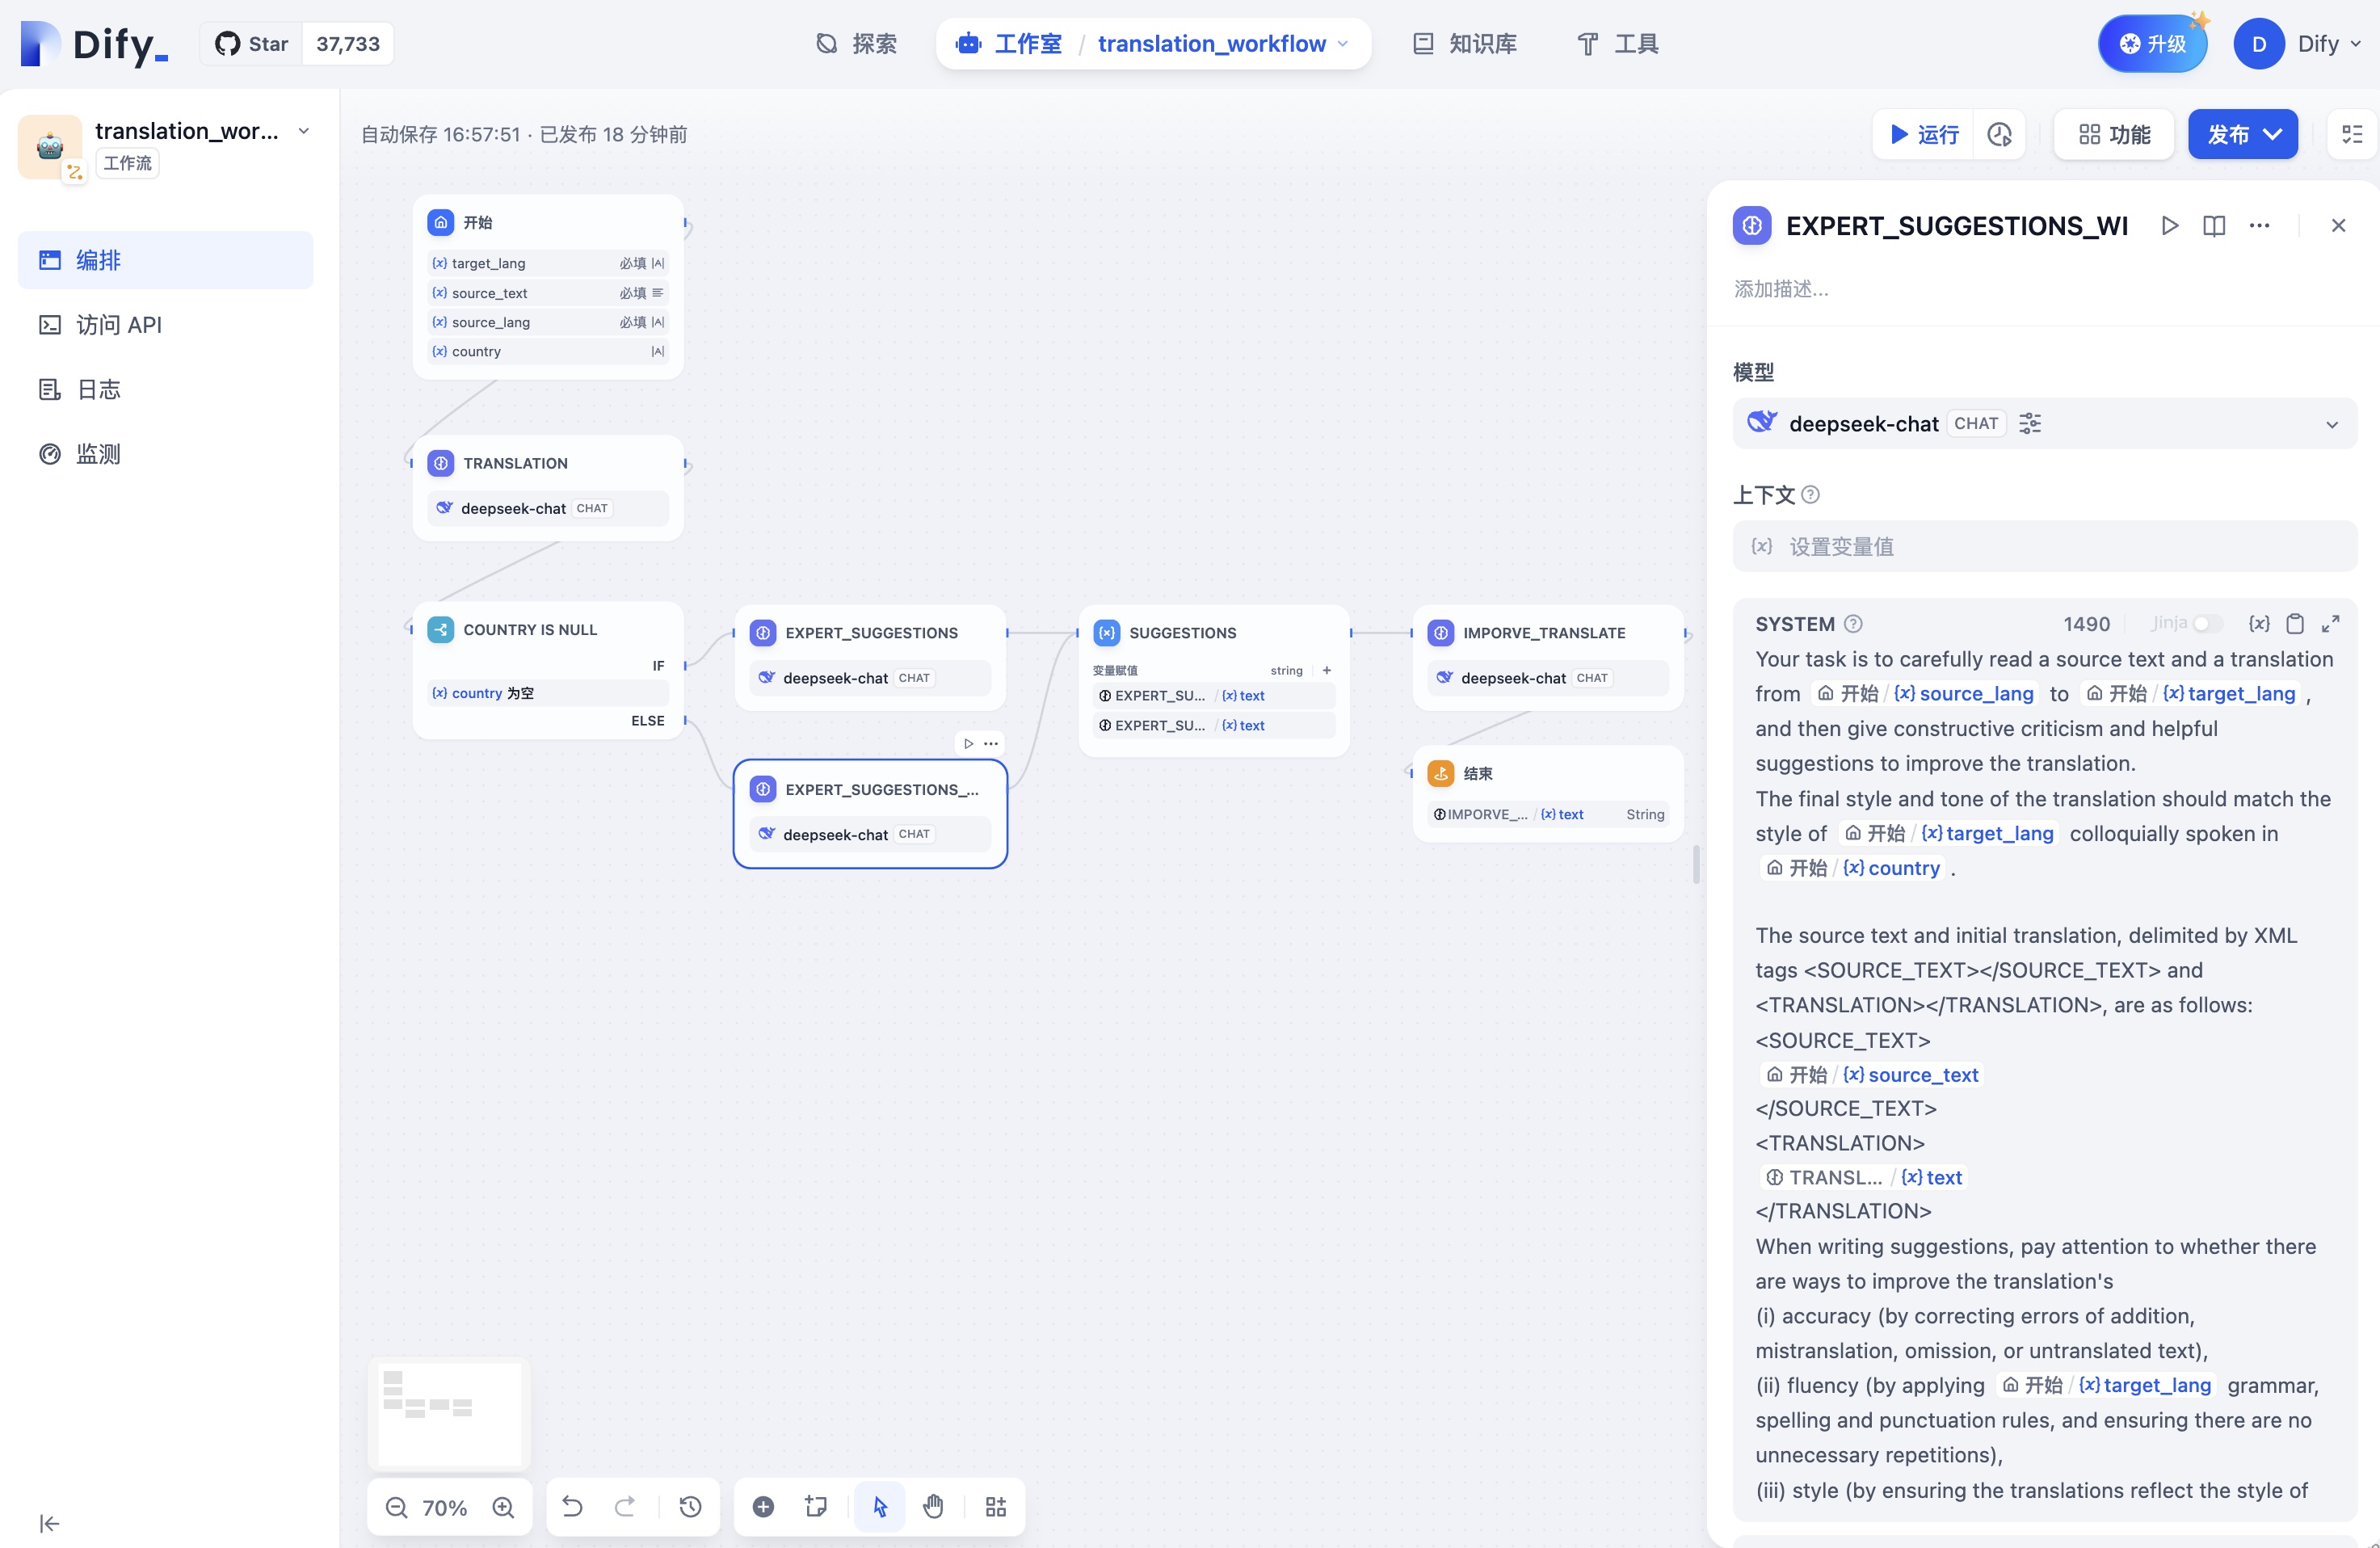 Dify_
Star 37,733
探索
工作室 / translation_workflow
知识库
工具
升级
D Dify
translation_wor...
工作流
编排
访问 API
日志
监测
自动保存 16:57:51 · 已发布 18 分钟前
运行
功能
发布
开始
{x} target_lang 必填
{x} source_text 必填
{x} source_lang 必填
{x} country
TRANSLATION
deepseek-chat CHAT
COUNTRY IS NULL
IF
{x} country 为空
ELSE
EXPERT_SUGGESTIONS
deepseek-chat CHAT
EXPERT_SUGGESTIONS_...
deepseek-chat CHAT
SUGGESTIONS
变量赋值 string +
EXPERT_SU... / {x} text
EXPERT_SU... / {x} text
IMPORVE_TRANSLATE
deepseek-chat CHAT
结束
IMPORVE_... / {x} text String
70%
EXPERT_SUGGESTIONS_WI
添加描述...
模型
deepseek-chat CHAT
上下文
{x} 设置变量值
SYSTEM 1490 Jinja {x}
Your task is to carefully read a source text and a translation
from 开始 / {x} source_lang to 开始 / {x} target_lang ,
and then give constructive criticism and helpful
suggestions to improve the translation.
The final style and tone of the translation should match the
style of 开始 / {x} target_lang colloquially spoken in
开始 / {x} country .
The source text and initial translation, delimited by XML
tags <SOURCE_TEXT></SOURCE_TEXT> and
<TRANSLATION></TRANSLATION>, are as follows:
<SOURCE_TEXT>
开始 / {x} source_text
</SOURCE_TEXT>
<TRANSLATION>
TRANSL... / {x} text
</TRANSLATION>
When writing suggestions, pay attention to whether there
are ways to improve the translation's
(i) accuracy (by correcting errors of addition,
mistranslation, omission, or untranslated text),
(ii) fluency (by applying 开始 / {x} target_lang grammar,
spelling and punctuation rules, and ensuring there are no
unnecessary repetitions),
(iii) style (by ensuring the translations reflect the style of